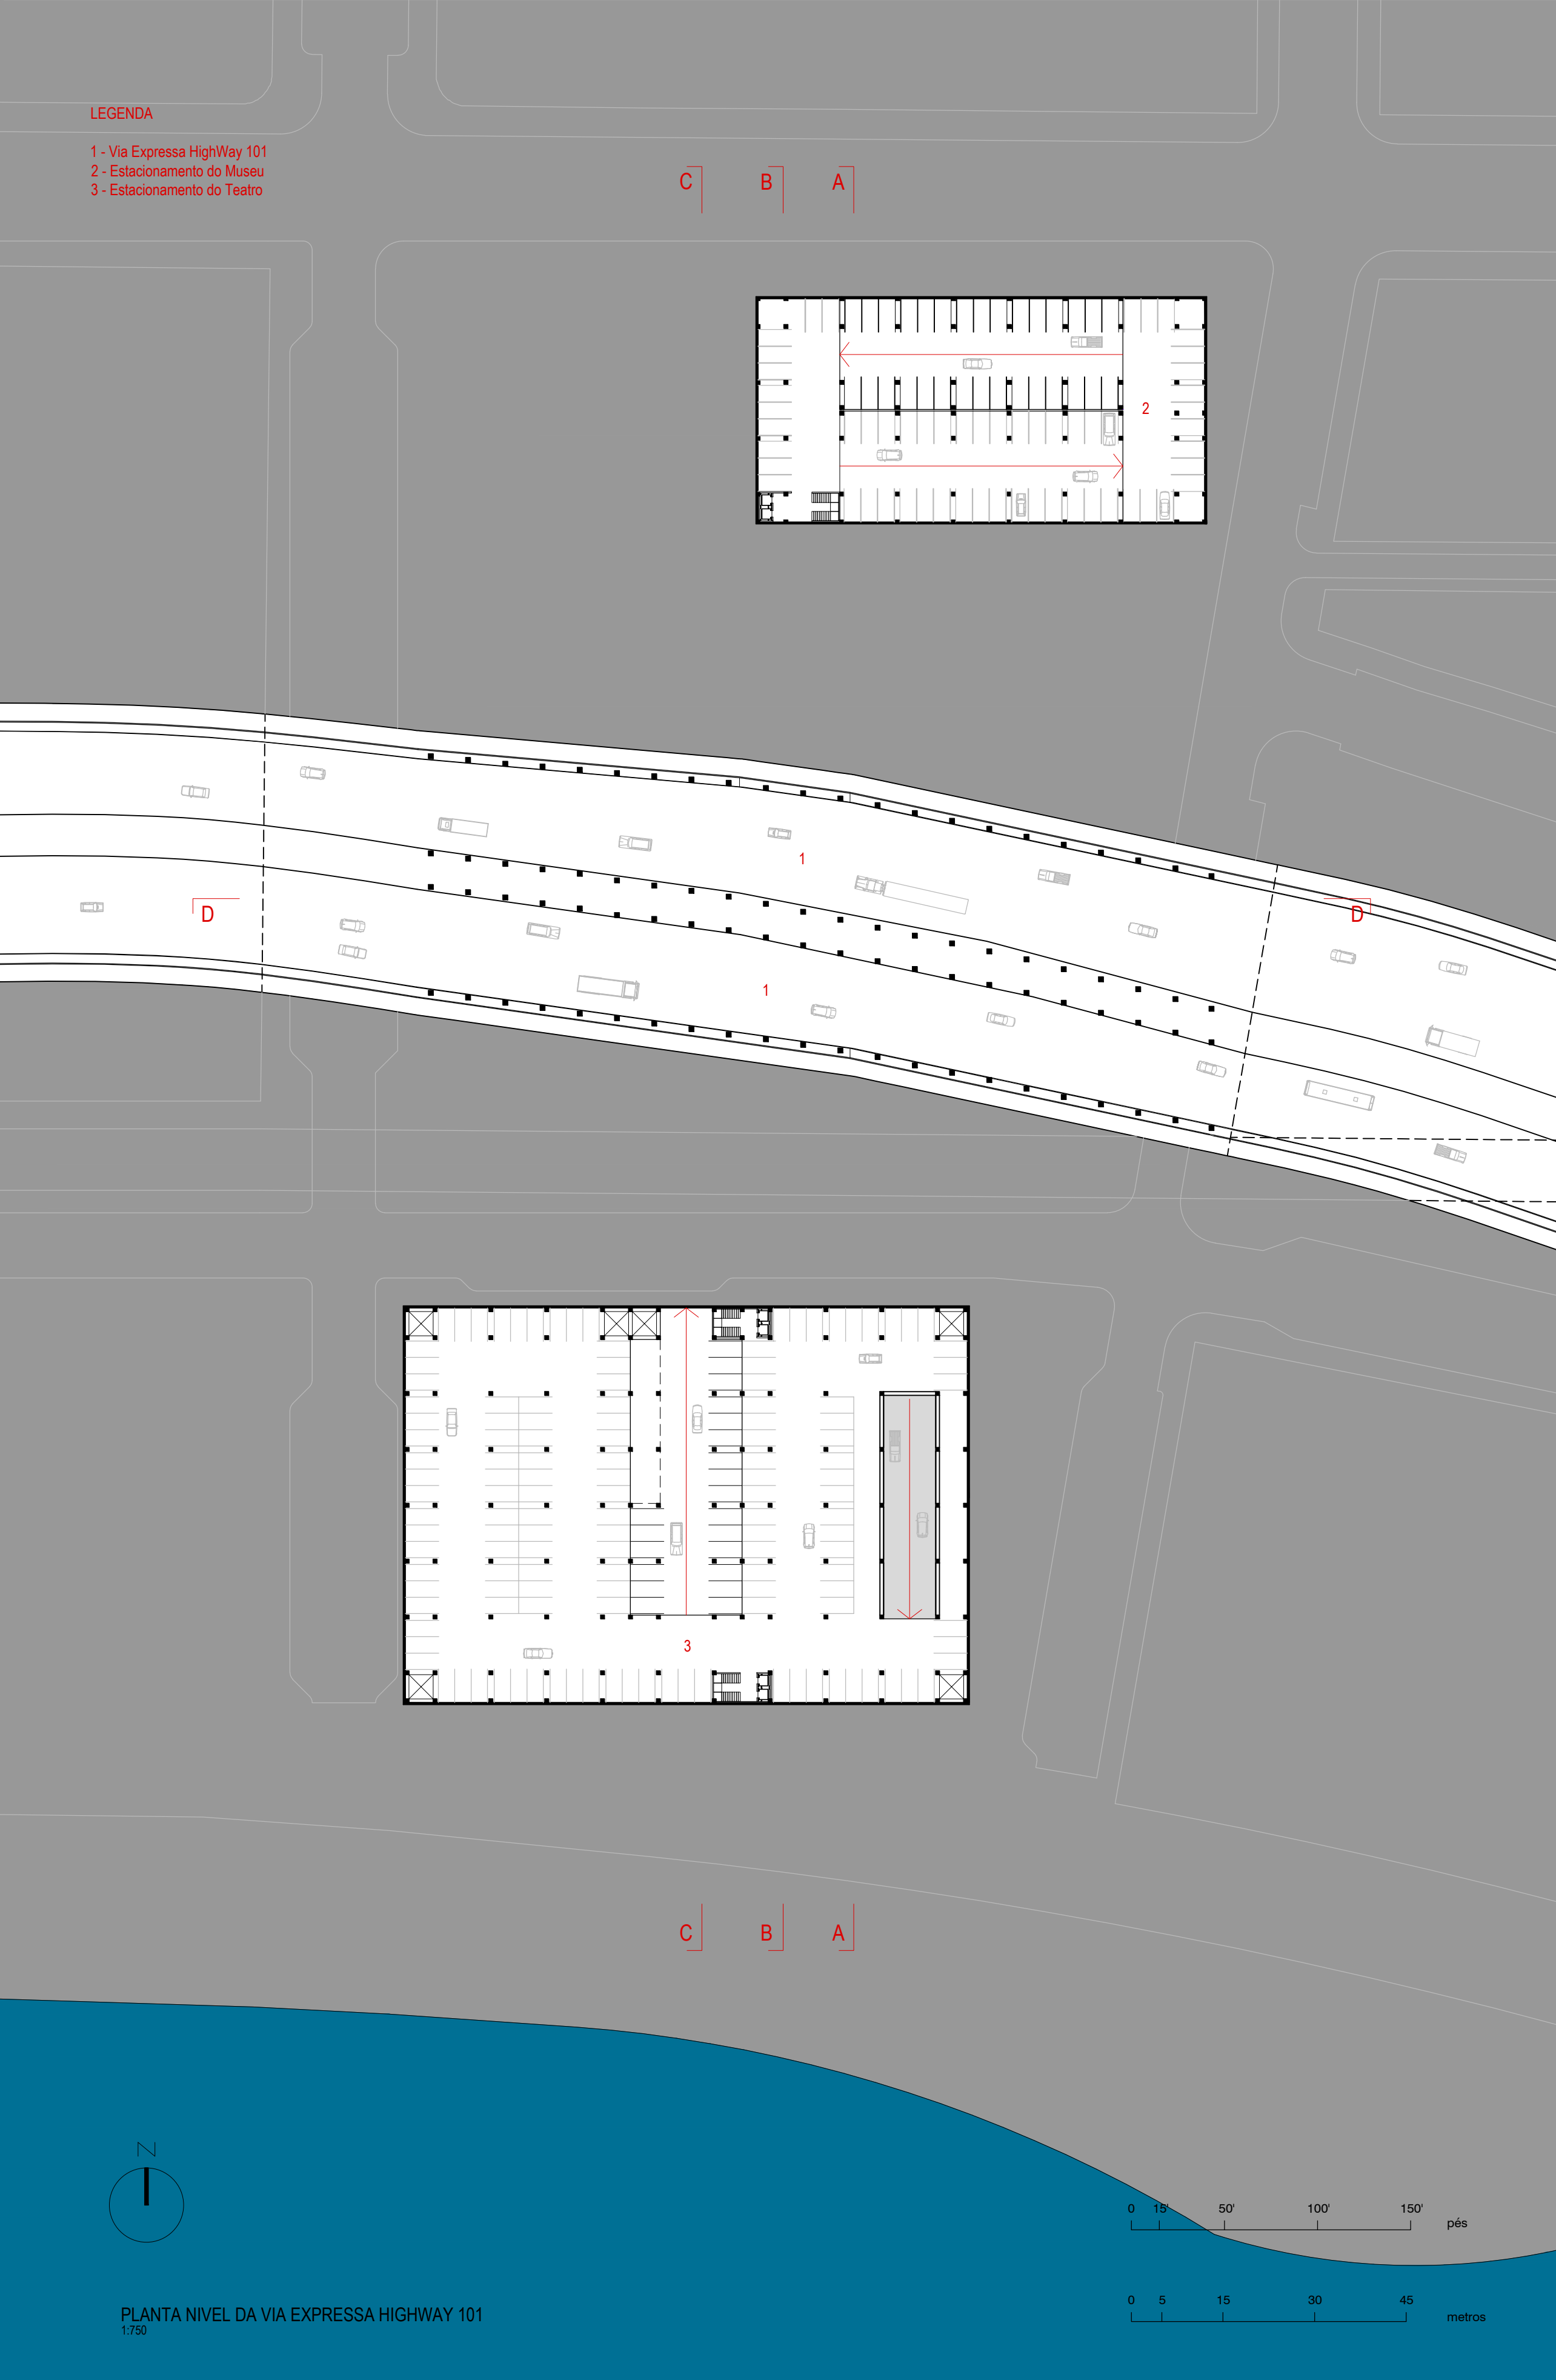 LEGENDA
1 - Via Expressa HighWay 101
2 - Estacionamento do Museu
3 - Estacionamento do Teatro
C B A
2
1
D D
1
3
C B A
N
0 15' 50' 100' 150'
pés
0 5 15 30 45
metros
PLANTA NIVEL DA VIA EXPRESSA HIGHWAY 101
1:750